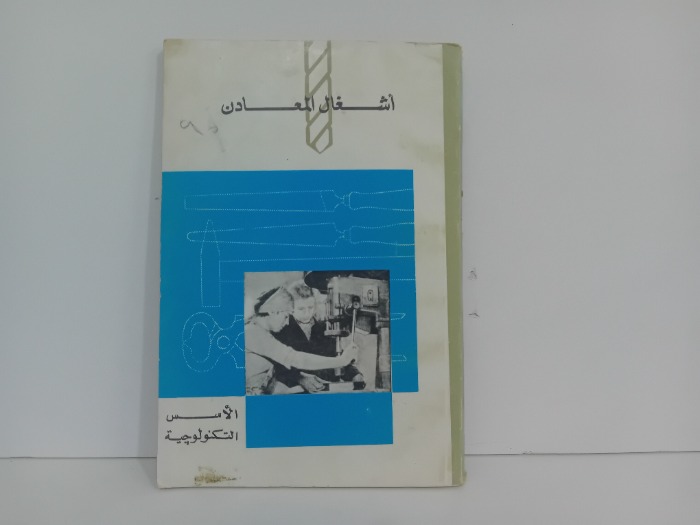 أشغال المعادن
الأسس
التكنولوجية